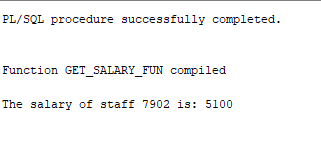 PL/SQL procedure successfully completed.
Function GET_SALARY_FUN compiled
The salary of staff 7902 is: 5100